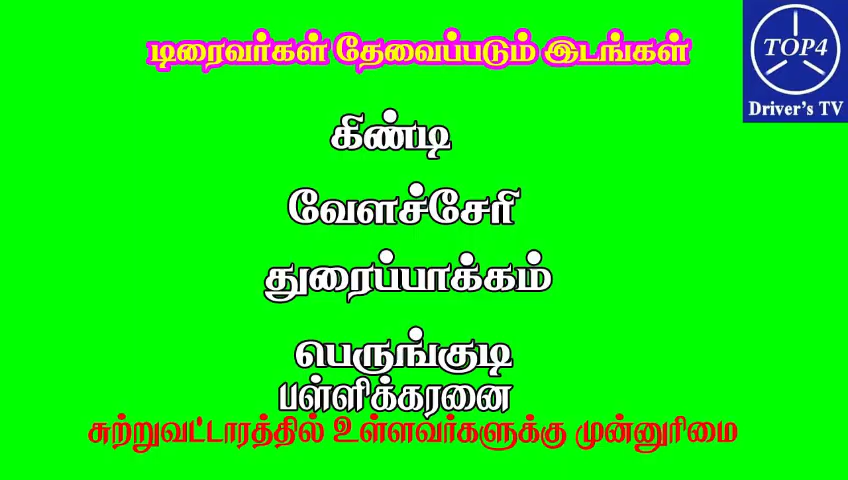 டிரைவர்கள் தேவைப்படும் இடங்கள்
TOP4
Driver's TV
கிண்டி
வேளச்சேரி
துரைப்பாக்கம்
பெருங்குடி
பள்ளிக்கரனை
சுற்றுவட்டாரத்தில் உள்ளவர்களுக்கு முன்னுரிமை